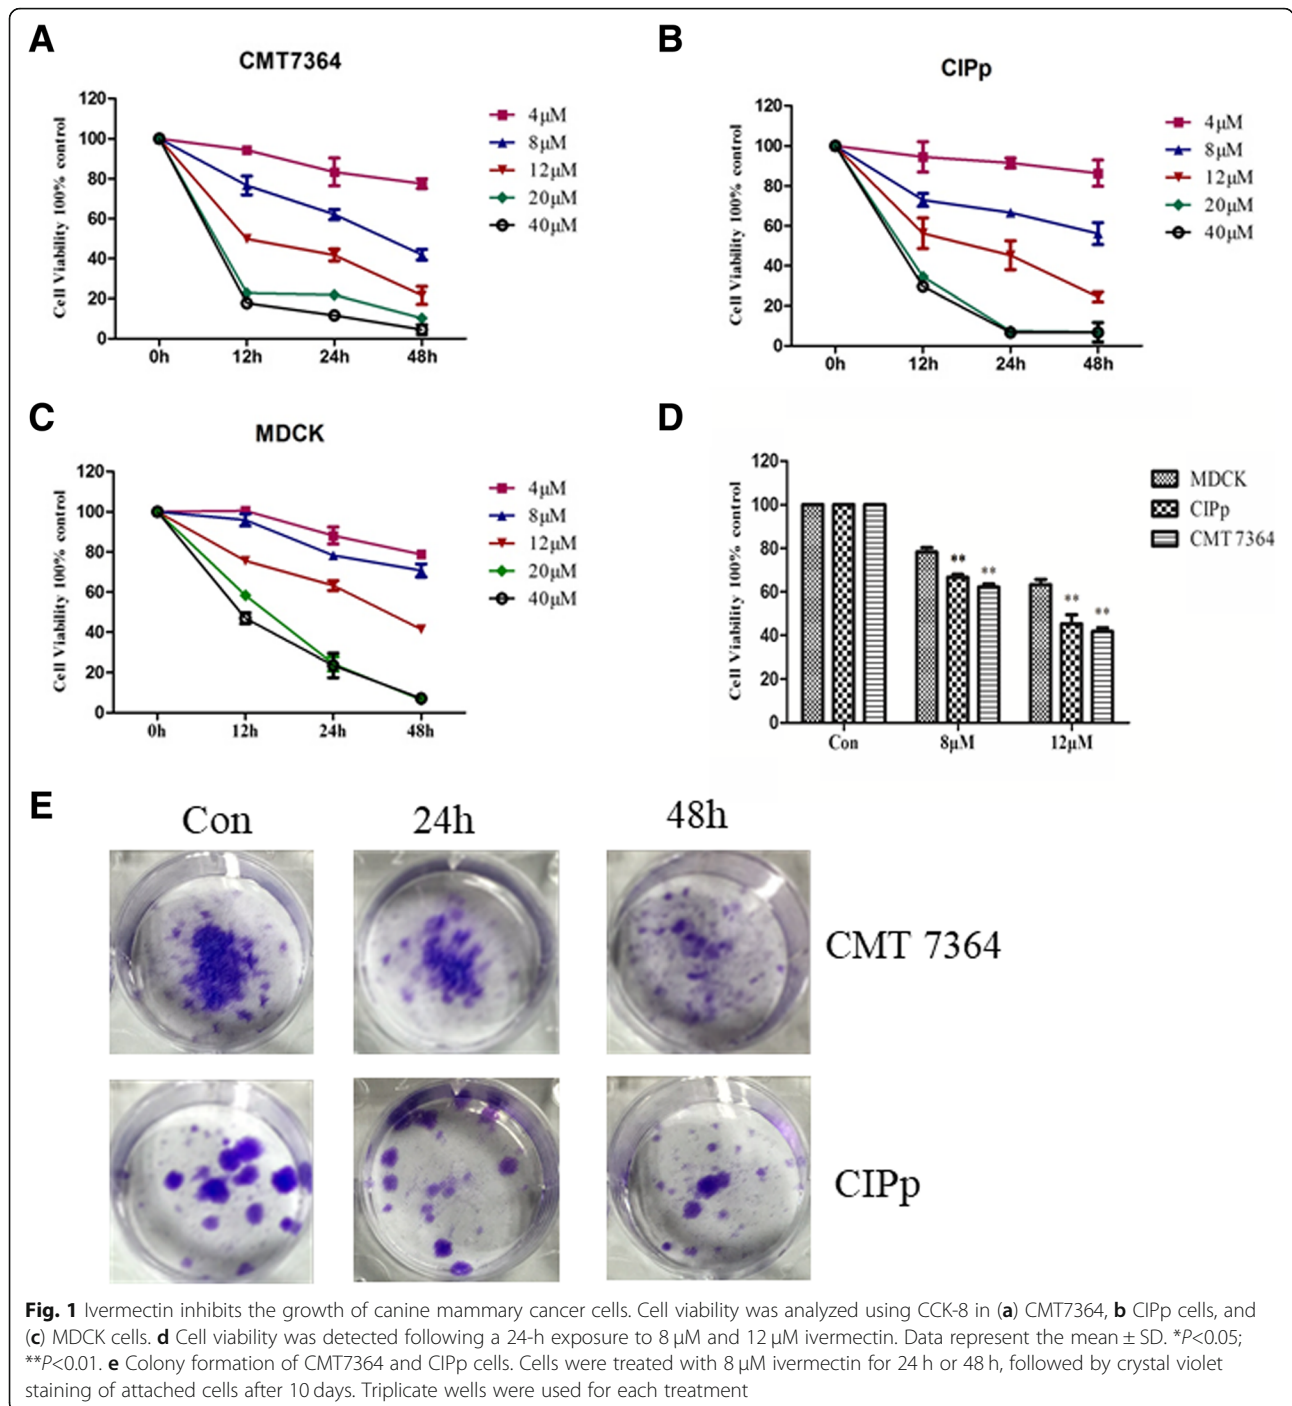 A
CMT7364
Cell Viability 100% control
120
100
80
60
40
20
0
0h 12h 24h 48h
4μM
8μM
12μM
20μM
40μM
B
CIPp
Cell Viability 100% control
120
100
80
60
40
20
0
0h 12h 24h 48h
4μM
8μM
12μM
20μM
40μM
C
MDCK
Cell Viability 100% control
120
100
80
60
40
20
0
0h 12h 24h 48h
4μM
8μM
12μM
20μM
40μM
D
Cell Viability 100% control
120
100
80
60
40
20
0
** **
** **
Con 8μM 12μM
MDCK
CIPp
CMT 7364
E
Con 24h 48h
CMT 7364
CIPp
Fig. 1 Ivermectin inhibits the growth of canine mammary cancer cells. Cell viability was analyzed using CCK-8 in (a) CMT7364, b CIPp cells, and
(c) MDCK cells. d Cell viability was detected following a 24-h exposure to 8 μM and 12 μM ivermectin. Data represent the mean ± SD. *P<0.05;
**P<0.01. e Colony formation of CMT7364 and CIPp cells. Cells were treated with 8 μM ivermectin for 24 h or 48 h, followed by crystal violet
staining of attached cells after 10 days. Triplicate wells were used for each treatment